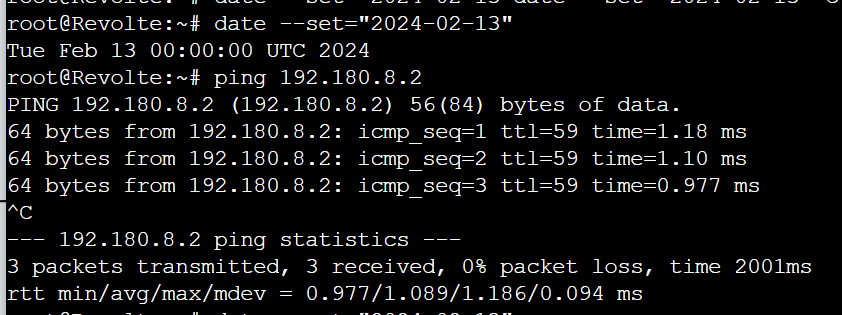 root@Revolte:~# date --set="2024-02-13"
Tue Feb 13 00:00:00 UTC 2024
root@Revolte:~# ping 192.180.8.2
PING 192.180.8.2 (192.180.8.2) 56(84) bytes of data.
64 bytes from 192.180.8.2: icmp_seq=1 ttl=59 time=1.18 ms
64 bytes from 192.180.8.2: icmp_seq=2 ttl=59 time=1.10 ms
64 bytes from 192.180.8.2: icmp_seq=3 ttl=59 time=0.977 ms
^C
--- 192.180.8.2 ping statistics ---
3 packets transmitted, 3 received, 0% packet loss, time 2001ms
rtt min/avg/max/mdev = 0.977/1.089/1.186/0.094 ms